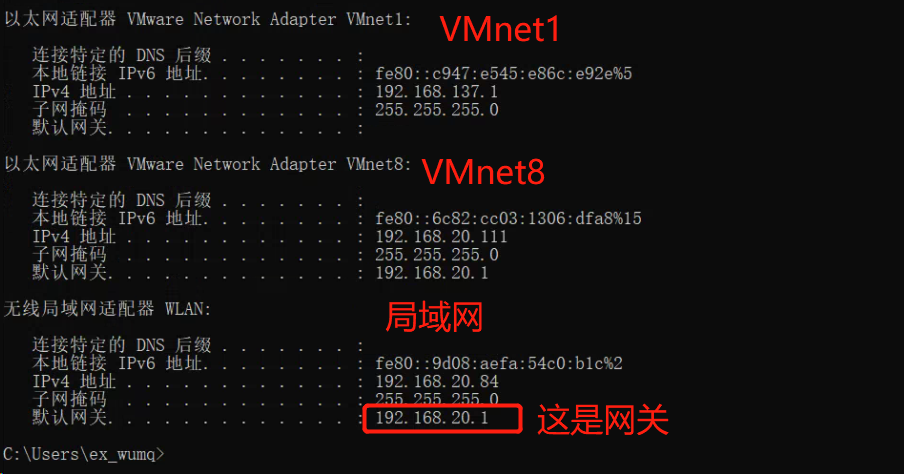 以太网适配器 VMware Network Adapter VMnet1:
VMnet1
连接特定的 DNS 后缀 . . . . . . . :
本地链接 IPv6 地址. . . . . . . . : fe80::c947:e545:e86c:e92e%5
IPv4 地址 . . . . . . . . . . . . : 192.168.137.1
子网掩码 . . . . . . . . . . . . : 255.255.255.0
默认网关. . . . . . . . . . . . . :
以太网适配器 VMware Network Adapter VMnet8:
VMnet8
连接特定的 DNS 后缀 . . . . . . . :
本地链接 IPv6 地址. . . . . . . . : fe80::6c82:cc03:1306:dfa8%15
IPv4 地址 . . . . . . . . . . . . : 192.168.20.111
子网掩码 . . . . . . . . . . . . : 255.255.255.0
默认网关. . . . . . . . . . . . . : 192.168.20.1
无线局域网适配器 WLAN:
局域网
连接特定的 DNS 后缀 . . . . . . . :
本地链接 IPv6 地址. . . . . . . . : fe80::9d08:aefa:54c0:b1c%2
IPv4 地址 . . . . . . . . . . . . : 192.168.20.84
子网掩码 . . . . . . . . . . . . : 255.255.255.0
默认网关. . . . . . . . . . . . . : 192.168.20.1 这是网关
C:\Users\ex_wumq>